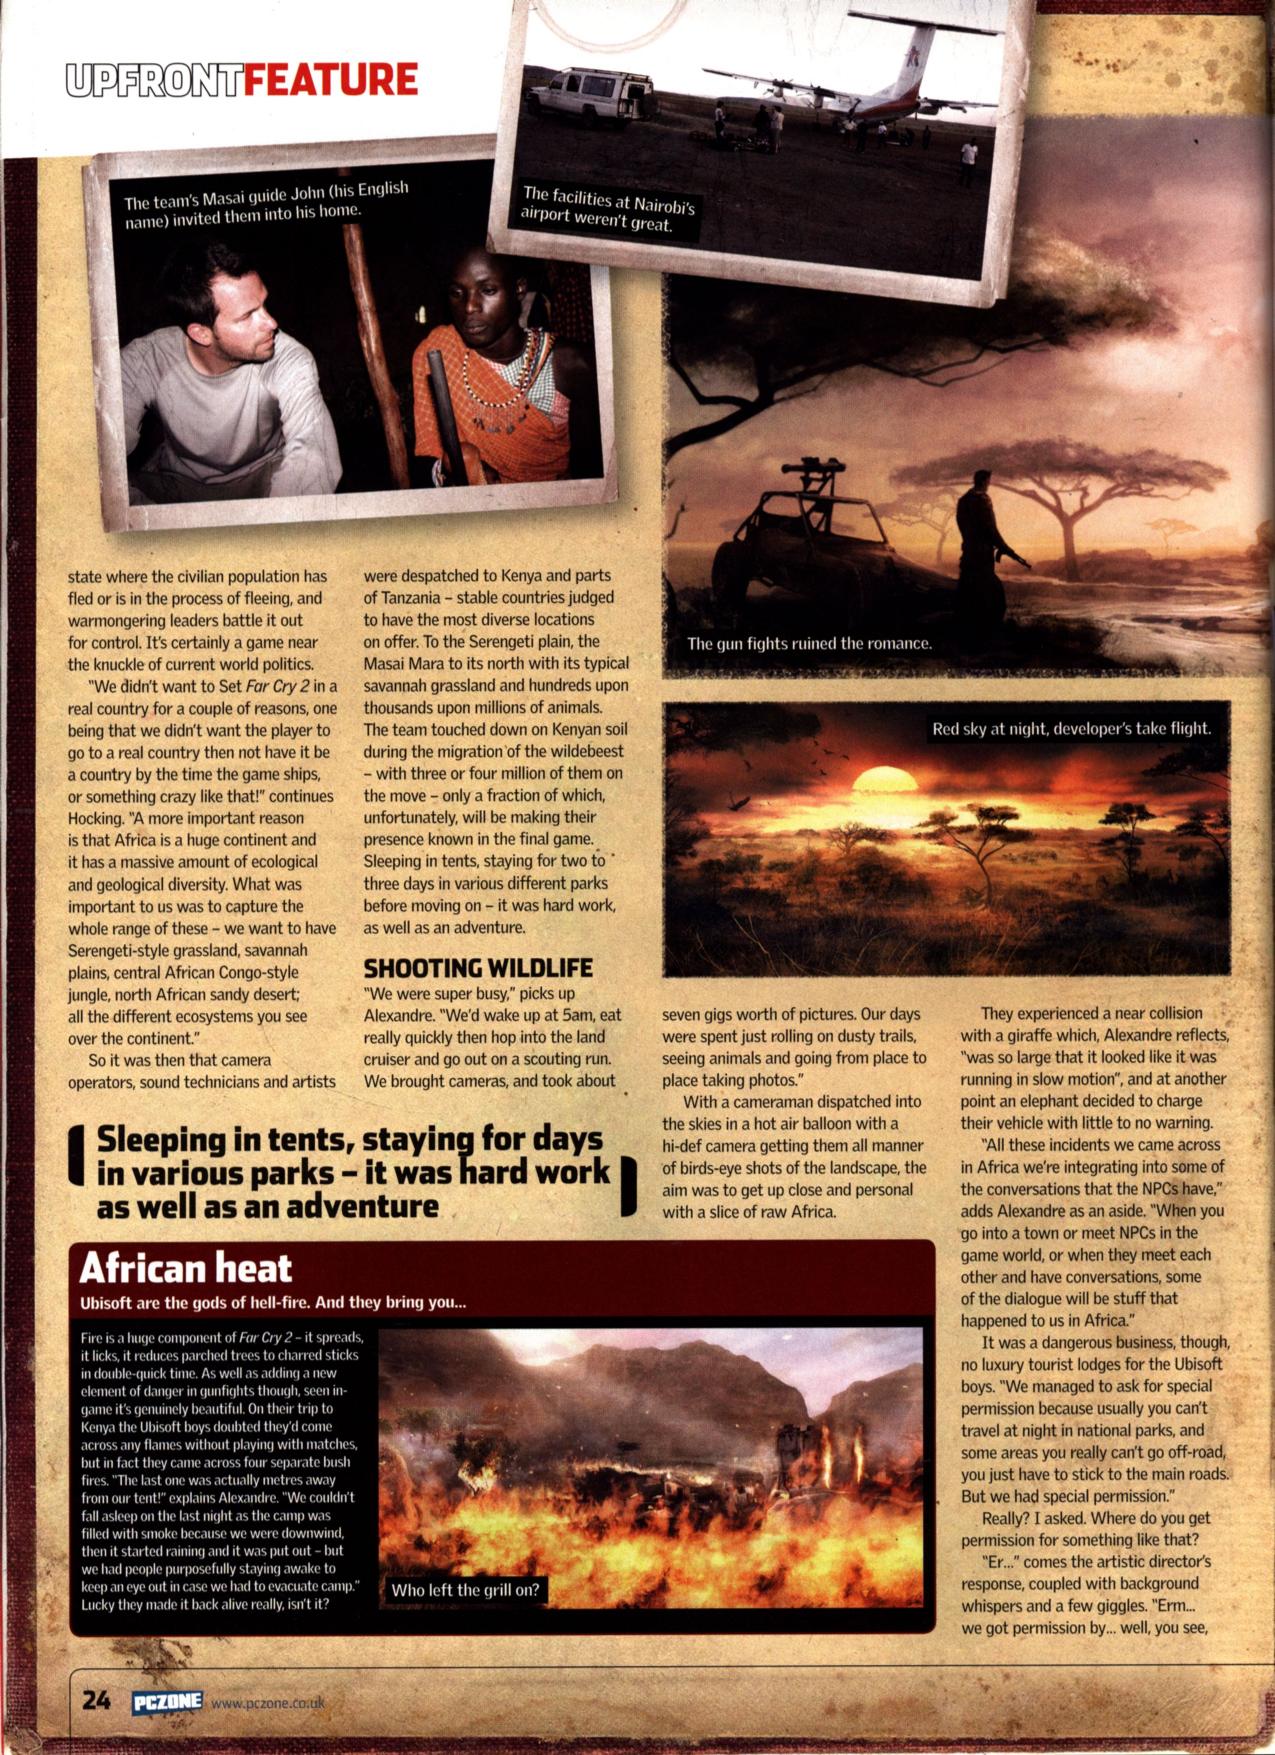 UPFRONTFEATURE
The team's Masai guide John (his English
name) invited them into his home.
The facilities at Nairobi's
airport weren't great.
The gun fights ruined the romance.
Red sky at night, developer's take flight.
state where the civilian population has
fled or is in the process of fleeing, and
warmongering leaders battle it out
for control. It's certainly a game near
the knuckle of current world politics.
"We didn't want to Set Far Cry 2 in a
real country for a couple of reasons, one
being that we didn't want the player to
go to a real country then not have it be
a country by the time the game ships,
or something crazy like that!" continues
Hocking. "A more important reason
is that Africa is a huge continent and
it has a massive amount of ecological
and geological diversity. What was
important to us was to capture the
whole range of these – we want to have
Serengeti-style grassland, savannah
plains, central African Congo-style
jungle, north African sandy desert;
all the different ecosystems you see
over the continent."
So it was then that camera
operators, sound technicians and artists
were despatched to Kenya and parts
of Tanzania – stable countries judged
to have the most diverse locations
on offer. To the Serengeti plain, the
Masai Mara to its north with its typical
savannah grassland and hundreds upon
thousands upon millions of animals.
The team touched down on Kenyan soil
during the migration of the wildebeest
– with three or four million of them on
the move – only a fraction of which,
unfortunately, will be making their
presence known in the final game.
Sleeping in tents, staying for two to
three days in various different parks
before moving on – it was hard work,
as well as an adventure.
SHOOTING WILDLIFE
"We were super busy," picks up
Alexandre. "We'd wake up at 5am, eat
really quickly then hop into the land
cruiser and go out on a scouting run.
We brought cameras, and took about
seven gigs worth of pictures. Our days
were spent just rolling on dusty trails,
seeing animals and going from place to
place taking photos."
With a cameraman dispatched into
the skies in a hot air balloon with a
hi-def camera getting them all manner
of birds-eye shots of the landscape, the
aim was to get up close and personal
with a slice of raw Africa.
They experienced a near collision
with a giraffe which, Alexandre reflects,
"was so large that it looked like it was
running in slow motion", and at another
point an elephant decided to charge
their vehicle with little to no warning.
"All these incidents we came across
in Africa we're integrating into some of
the conversations that the NPCs have,"
adds Alexandre as an aside. "When you
go into a town or meet NPCs in the
game world, or when they meet each
other and have conversations, some
of the dialogue will be stuff that
happened to us in Africa."
It was a dangerous business, though,
no luxury tourist lodges for the Ubisoft
boys. "We managed to ask for special
permission because usually you can't
travel at night in national parks, and
some areas you really can't go off-road,
you just have to stick to the main roads.
But we had special permission."
Really? I asked. Where do you get
permission for something like that?
"Er..." comes the artistic director's
response, coupled with background
whispers and a few giggles. "Erm...
we got permission by... well, you see,
Sleeping in tents, staying for days
in various parks – it was hard work
as well as an adventure
African heat
Ubisoft are the gods of hell-fire. And they bring you...
Fire is a huge component of Far Cry 2 – it spreads,
it licks, it reduces parched trees to charred sticks
in double-quick time. As well as adding a new
element of danger in gunfights though, seen in-
game it's genuinely beautiful. On their trip to
Kenya the Ubisoft boys doubted they'd come
across any flames without playing with matches,
but in fact they came across four separate bush
fires. "The last one was actually metres away
from our tent!" explains Alexandre. "We couldn't
fall asleep on the last night as the camp was
filled with smoke because we were downwind,
then it started raining and it was put out – but
we had people purposefully staying awake to
keep an eye out in case we had to evacuate camp."
Lucky they made it back alive really, isn't it?
Who left the grill on?
24 PCZONE www.pczone.co.uk